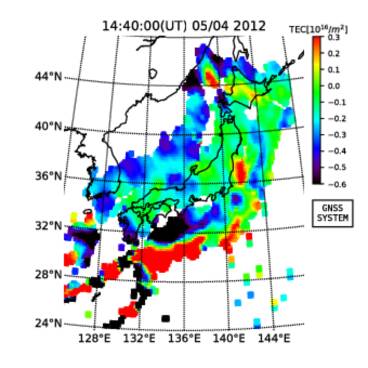 14:40:00(UT) 05/04 2012
TEC[10¹⁶/m²]
0.3
0.2
0.1
0.0
−0.1
−0.2
−0.3
−0.4
−0.5
−0.6
GNSS
SYSTEM
44°N
40°N
36°N
32°N
28°N
24°N
128°E 132°E 136°E 140°E 144°E